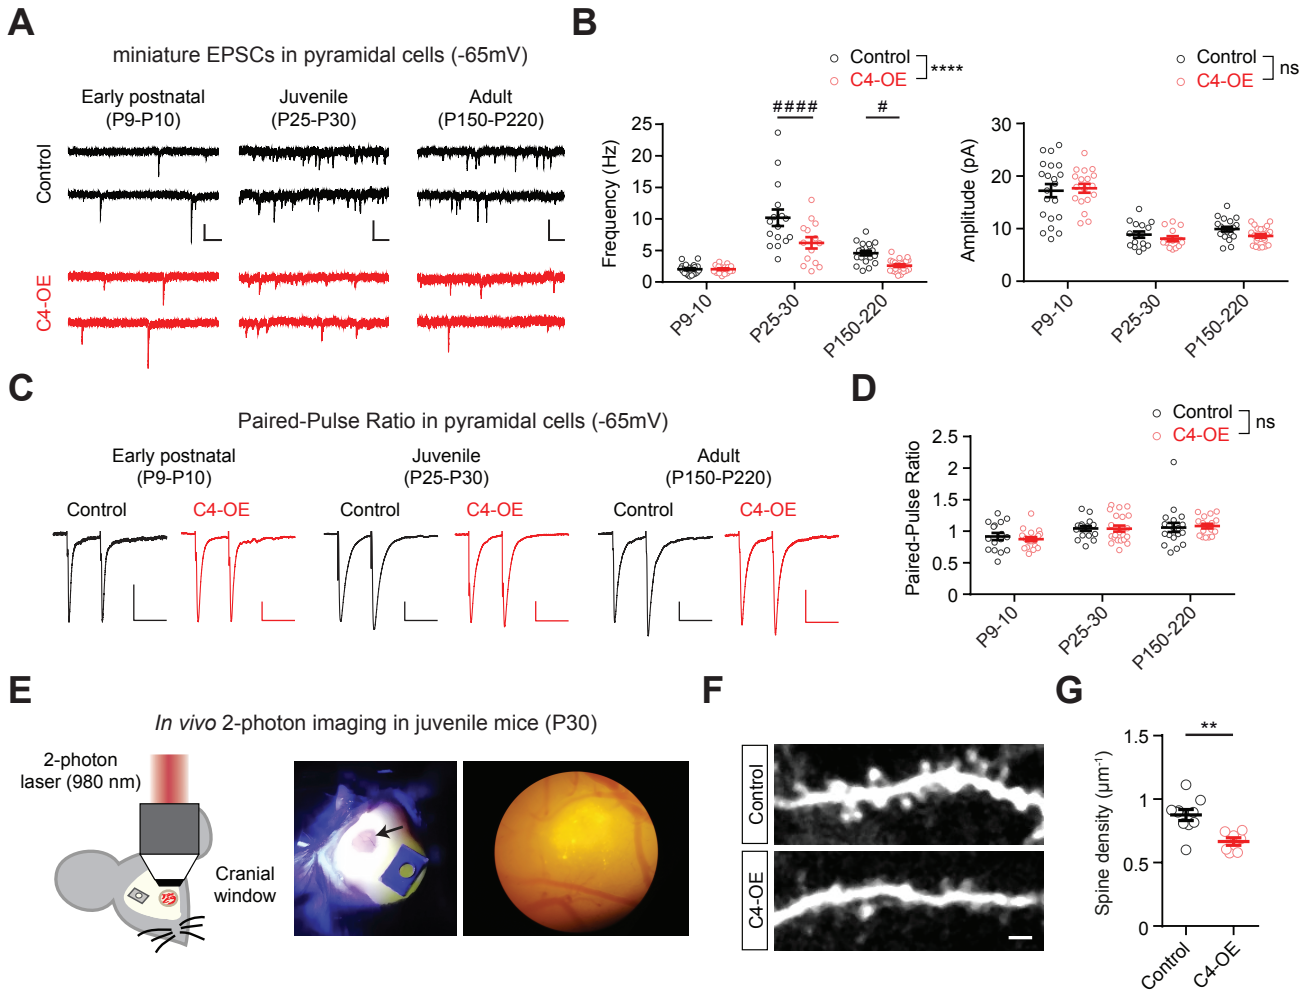 A
miniature EPSCs in pyramidal cells (-65mV)
Early postnatal
(P9-P10)
Juvenile
(P25-P30)
Adult
(P150-P220)
Control
C4-OE
B
Control
C4-OE
****
####
#
Frequency (Hz)
25
20
15
10
5
0
P9-10
P25-30
P150-220
Control
C4-OE
ns
Amplitude (pA)
30
20
10
0
P9-10
P25-30
P150-220
C
Paired-Pulse Ratio in pyramidal cells (-65mV)
Early postnatal
(P9-P10)
Control
C4-OE
Juvenile
(P25-P30)
Control
C4-OE
Adult
(P150-P220)
Control
C4-OE
D
Control
C4-OE
ns
Paired-Pulse Ratio
2.5
2
1.5
1
0.5
0
P9-10
P25-30
P150-220
E
In vivo 2-photon imaging in juvenile mice (P30)
2-photon
laser (980 nm)
Cranial
window
F
Control
C4-OE
G
**
Spine density (µm⁻¹)
1.5
1
0.5
0
Control
C4-OE